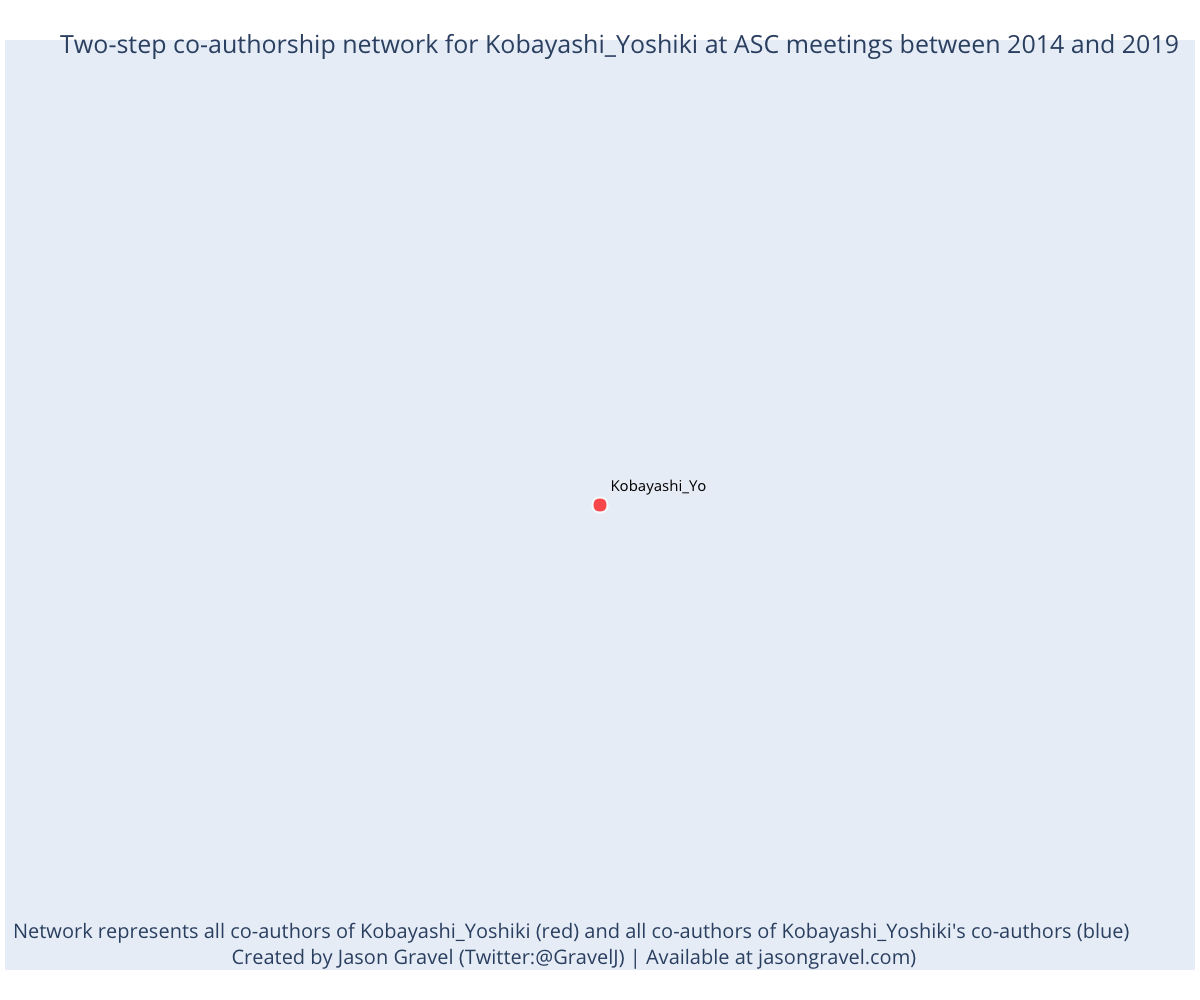 Two-step co-authorship network for Kobayashi_Yoshiki at ASC meetings between 2014 and 2019
Kobayashi_Yo
Network represents all co-authors of Kobayashi_Yoshiki (red) and all co-authors of Kobayashi_Yoshiki's co-authors (blue)
Created by Jason Gravel (Twitter:@GravelJ) | Available at jasongravel.com)